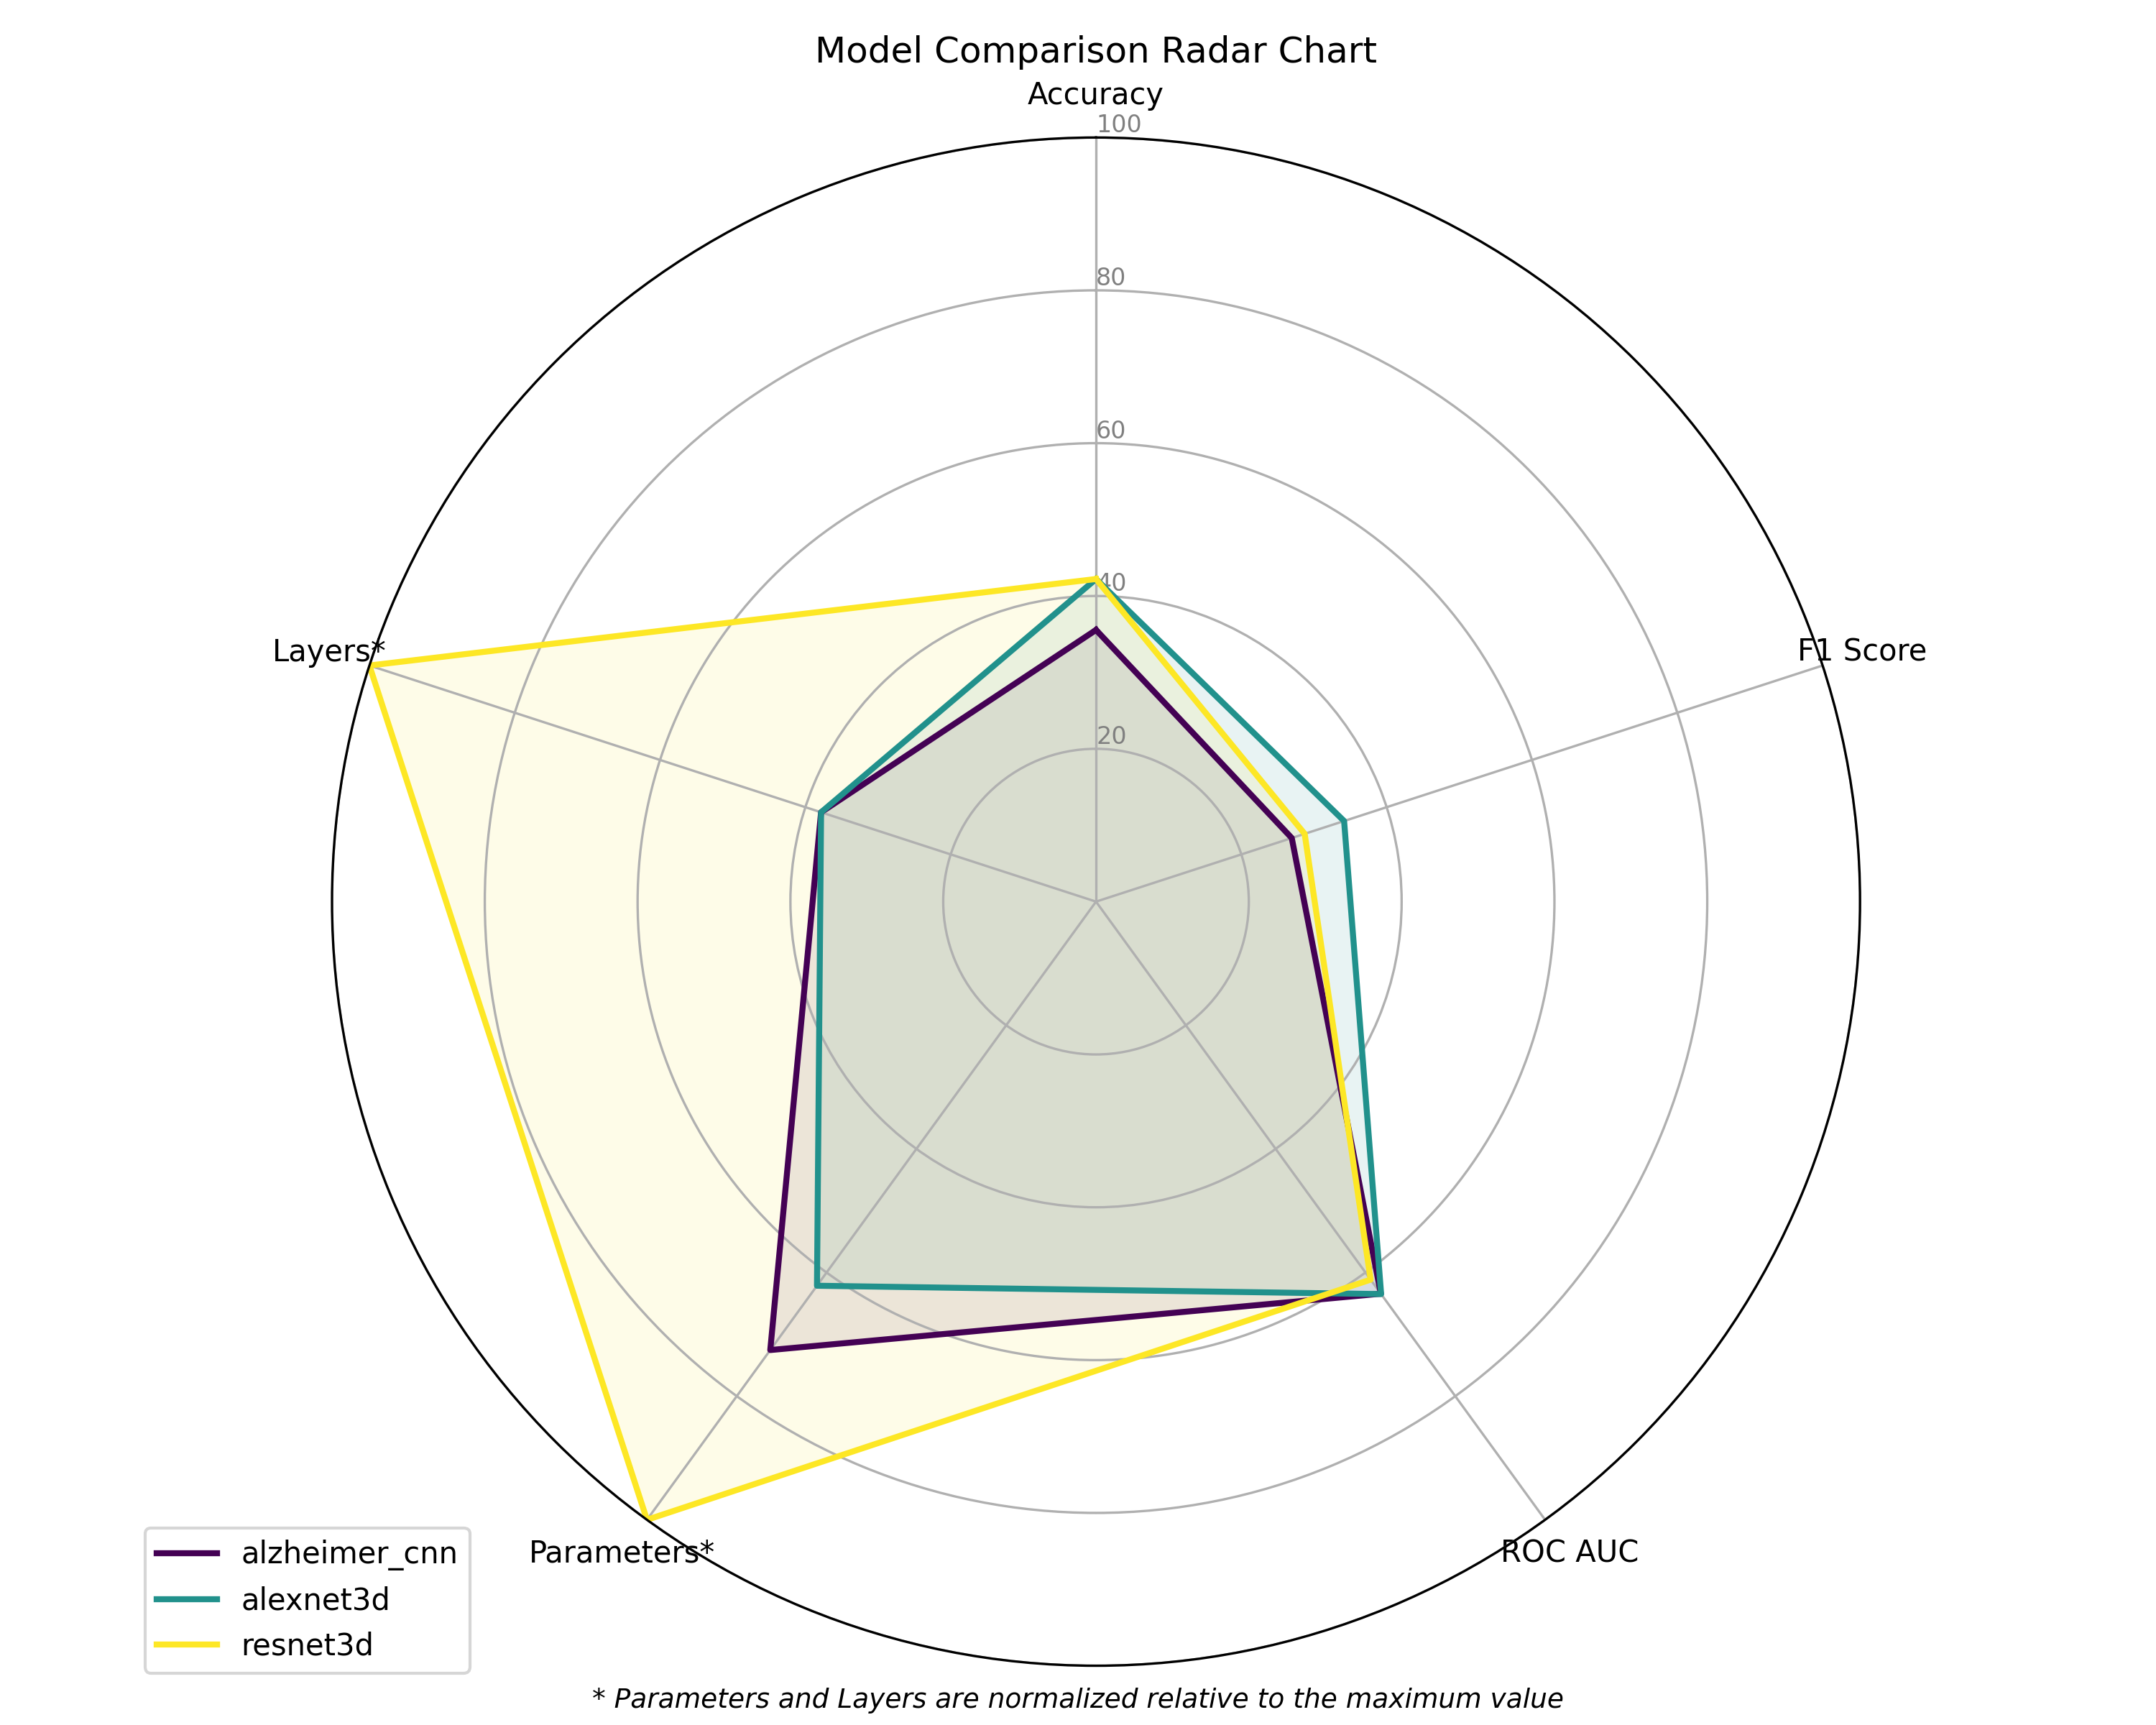 Model Comparison Radar Chart
Accuracy
100
80
60
40
20
Layers*
F1 Score
Parameters*
ROC AUC
alzheimer_cnn
alexnet3d
resnet3d
* Parameters and Layers are normalized relative to the maximum value